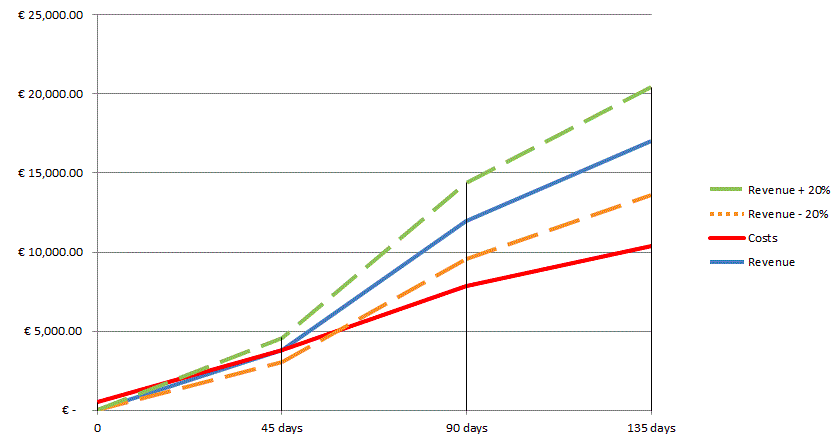 € 25,000.00
€ 20,000.00
€ 15,000.00
€ 10,000.00
€ 5,000.00
€ -
0 45 days 90 days 135 days
Revenue + 20%
Revenue - 20%
Costs
Revenue